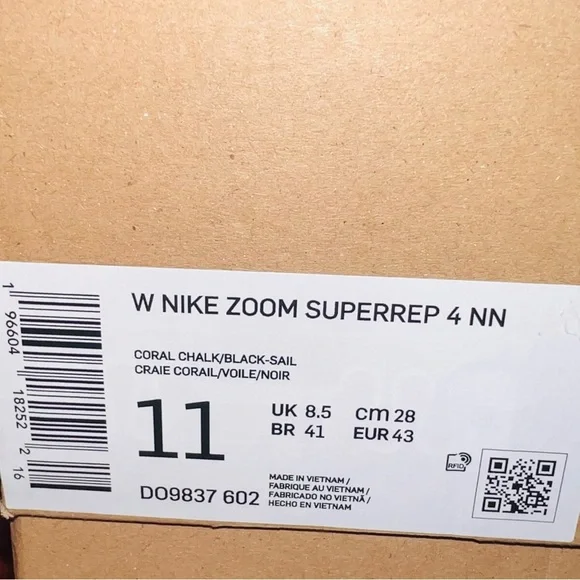 W NIKE ZOOM SUPERREP 4 NN
CORAL CHALK/BLACK-SAIL
CRAIE CORAIL/VOILE/NOIR
11
UK 8.5 cm 28
BR 41 EUR 43
DO9837 602
MADE IN VIETNAM/
FABRIQUE AU VIETNAM/
FABRICADO NO VIETNÃ/
HECHO EN VIETNAM
RFID
1 96604 18252 2 16